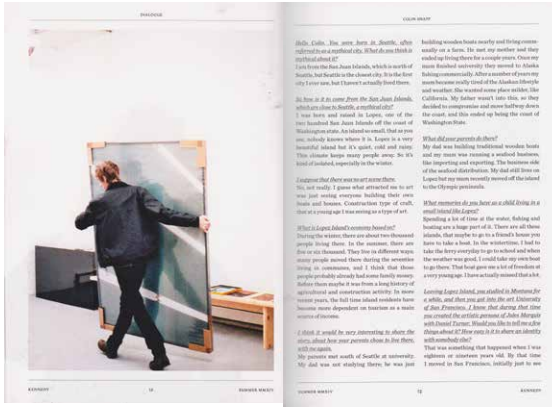 DIALOGUE
KENNEDY
12
SUMMER MMXIV
COLIN SNAPP
Hello Colin. You were born in Seattle, often
referred to as a mythical city. What do you think is
mythical about it?
I am from the San Juan Islands, which is north of
Seattle, but Seattle is the closest city. It is the first
city I ever saw, but I haven't actually lived there.
So how is it to come from the San Juan Islands,
which are close to Seattle, a mythical city?
I was born and raised in Lopez, one of the
two hundred San Juan Islands off the coast of
Washington state. An island so small, that as you
see, nobody knows where it is. Lopez is a very
beautiful island but it's quiet, cold and rainy.
This climate keeps many people away. So it's
kind of isolated, especially in the winter.
I suppose that there was no art scene there.
No, not really. I guess what attracted me to art
was just seeing everyone building their own
boats and houses. Construction type of craft,
that at a young age I was seeing as a type of art.
What is Lopez Island's economy based on?
During the winter, there are about two thousand
people living there. In the summer, there are
five or six thousand. They live in different ways;
many people moved there during the seventies
living in communes, and I think that those
people probably already had some family money.
Before them maybe it was from a long history of
agricultural and construction activity. In more
recent years, the full time island residents have
become more dependent on tourism as a main
source of income.
I think it would be very interesting to share the
story, about how your parents chose to live there,
with me again.
My parents met south of Seattle at university.
My dad was not studying there; he was just
building wooden boats nearby and living commu-
nally on a farm. He met my mother and they
ended up living there for a couple years. Once my
mom finished university they moved to Alaska
fishing commercially. After a number of years my
mom became really tired of the Alaskan lifestyle
and weather. She wanted some place milder, like
California. My father wasn't into this, so they
decided to compromise and move halfway down
the coast, and this ended up being the coast of
Washington State.
What did your parents do there?
My dad was building traditional wooden boats
and my mom was running a seafood business,
like importing and exporting. The business side
of the seafood distribution. My dad still lives on
Lopez but my mom recently moved off the island
to the Olympic peninsula.
What memories do you have as a child living in a
small island like Lopez?
Spending a lot of time at the water, fishing and
boating are a huge part of it. There are all these
islands, that maybe to go to a friend's house you
have to take a boat. In the wintertime, I had to
take the ferry everyday to go to school and when
the weather was good, I could take my own boat
to go there. That boat gave me a lot of freedom at
a very young age. I have actually missed that a lot.
Leaving Lopez Island, you studied in Montana for
a while, and then you got into the art University
of San Francisco. I know that during that time
you created the artistic persona of Jules Marquis
with Daniel Turner. Would you like to tell me a few
things about it? How easy is it to share an identity
with somebody else?
That was something that happened when I was
eighteen or nineteen years old. By that time
I moved in San Francisco, initially just to see
SUMMER MMXIV
13
KENNEDY